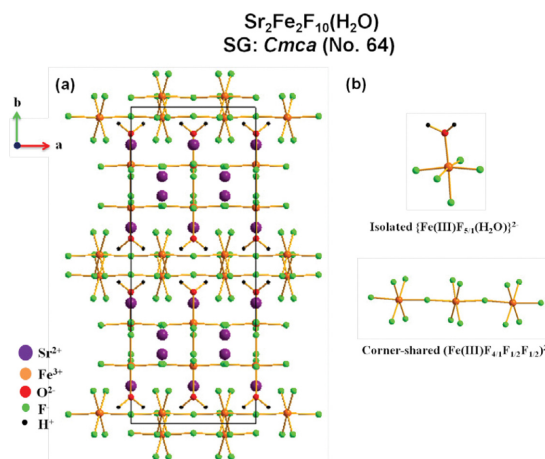 Sr₂Fe₂F₁₀(H₂O)
SG: Cmca (No. 64)
(a)
(b)
b
a
Isolated {Fe(III)F₅/₁(H₂O)}²⁻
Corner-shared (Fe(III)F₄/₁F₁/₂F₁/₂)²
Sr²⁺
Fe³⁺
O²⁻
F⁻
H⁺